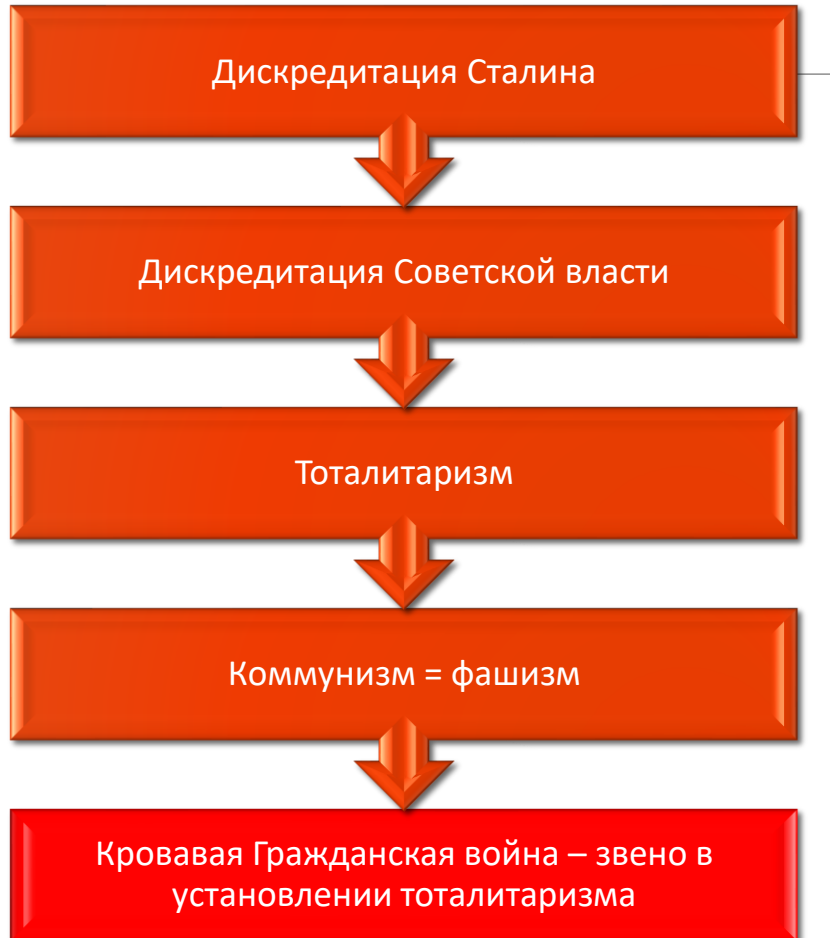 Дискредитация Сталина
Дискредитация Советской власти
Тоталитаризм
Коммунизм = фашизм
Кровавая Гражданская война – звено в
установлении тоталитаризма